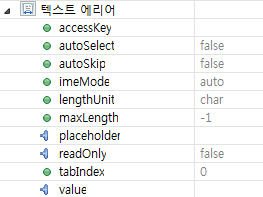 텍스트 에리어
accessKey
autoSelect false
autoSkip false
imeMode auto
lengthUnit char
maxLength -1
placeholder
readOnly false
tabIndex 0
value